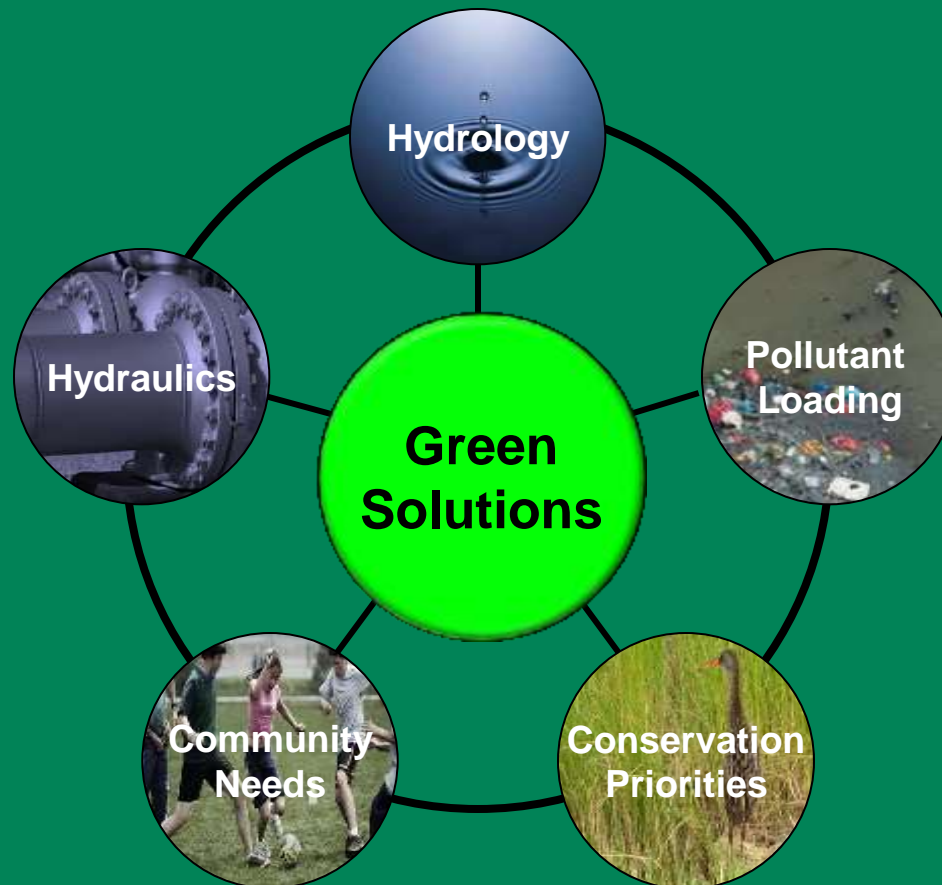 Hydrology
Hydraulics
Pollutant
Loading
Green
Solutions
Community
Needs
Conservation
Priorities